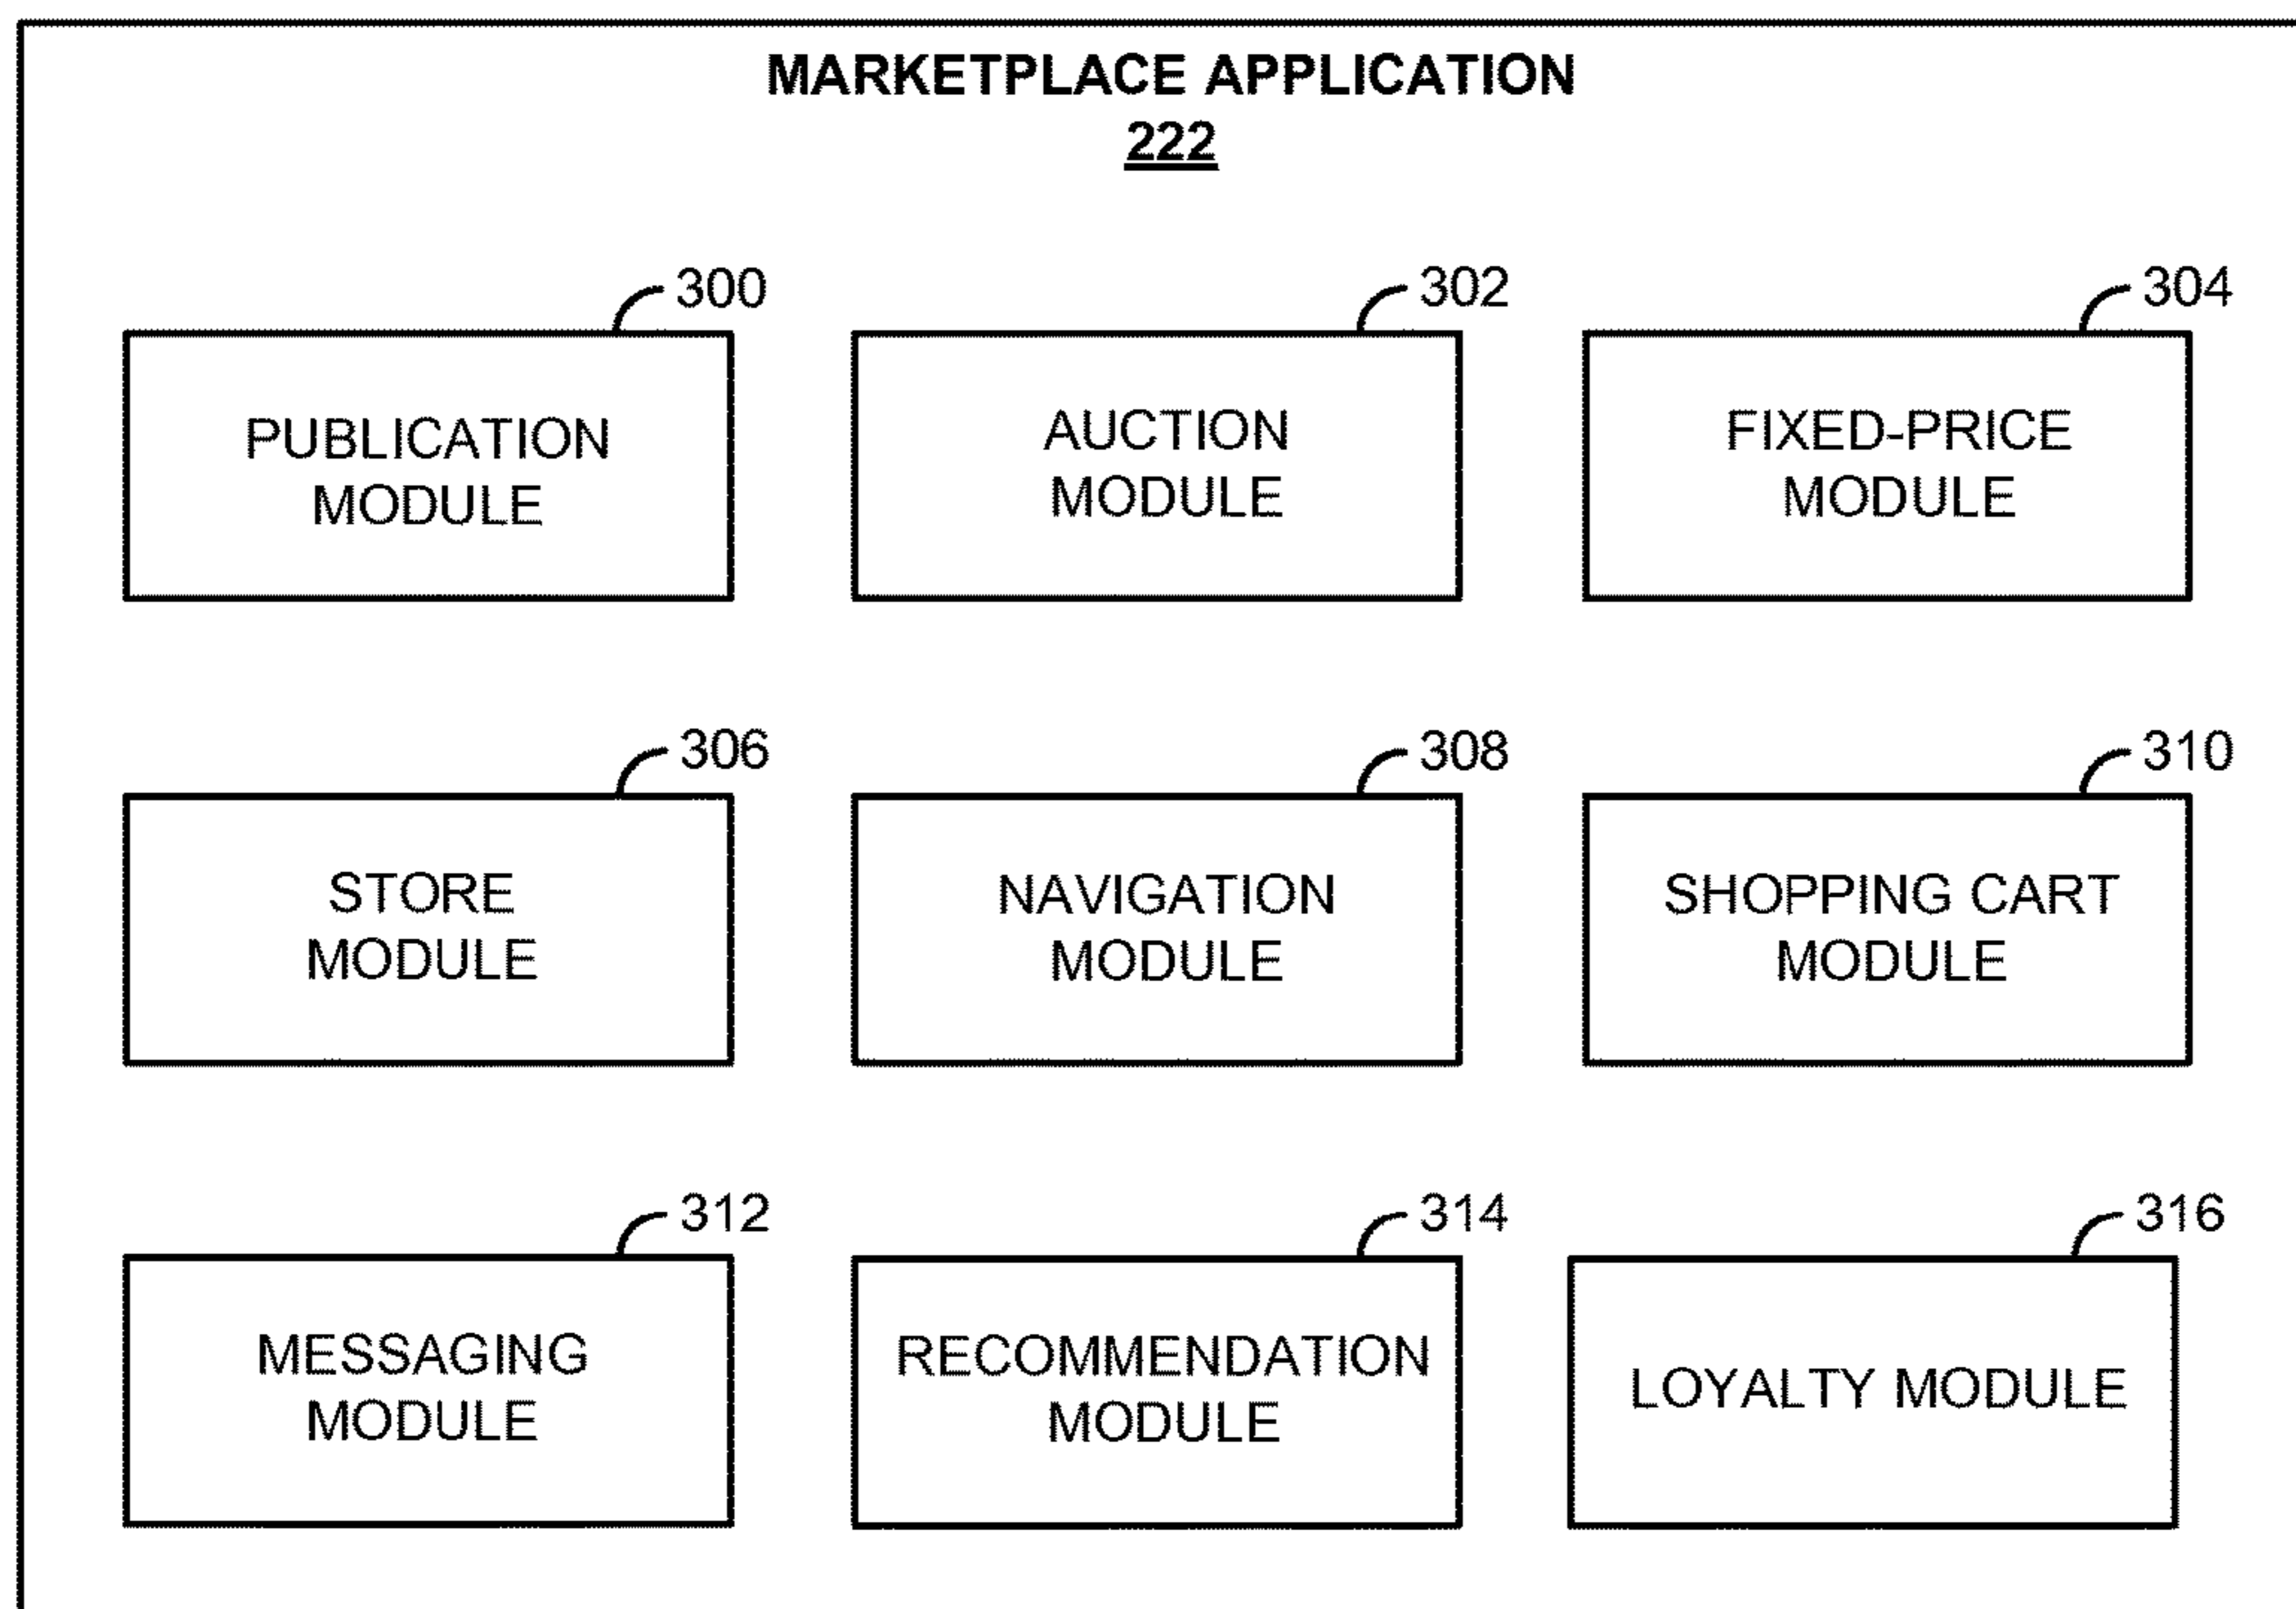 MARKETPLACE APPLICATION
222
300
PUBLICATION
MODULE
302
AUCTION
MODULE
304
FIXED-PRICE
MODULE
306
STORE
MODULE
308
NAVIGATION
MODULE
310
SHOPPING CART
MODULE
312
MESSAGING
MODULE
314
RECOMMENDATION
MODULE
316
LOYALTY MODULE